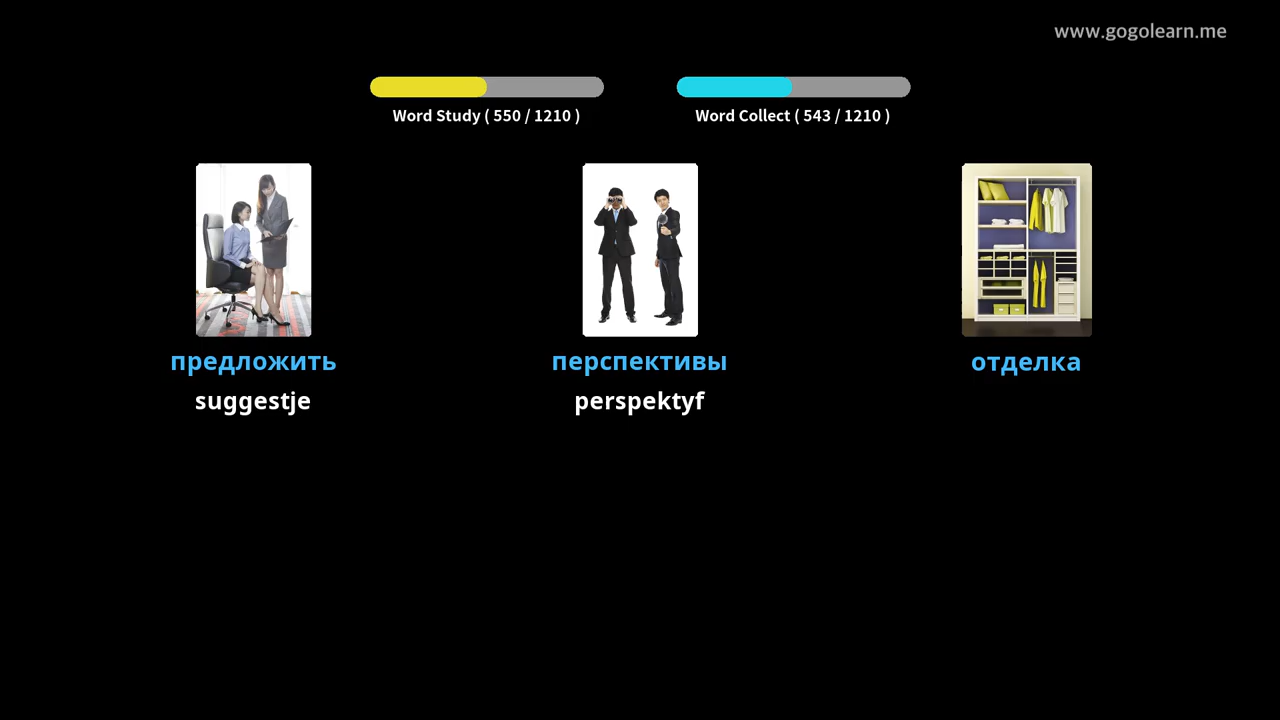 www.gogolearn.me
Word Study ( 550 / 1210 )
Word Collect ( 543 / 1210 )
предложить
suggestje
перспективы
perspektyf
отделка